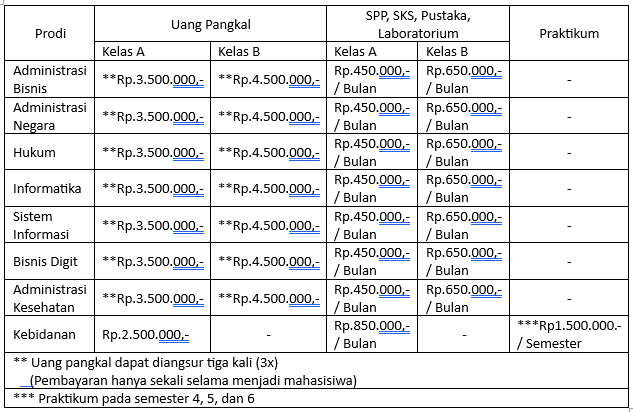 Prodi
Uang Pangkal
SPP, SKS, Pustaka,
Laboratorium
Praktikum
Kelas A
Kelas B
Kelas A
Kelas B
Administrasi
Bisnis
**Rp.3.500.000,-
**Rp.4.500.000,-
Rp.450.000,-
/ Bulan
Rp.650.000,-
/ Bulan
-
Administrasi
Negara
**Rp.3.500.000,-
**Rp.4.500.000,-
Rp.450.000,-
/ Bulan
Rp.650.000,-
/ Bulan
-
Hukum
**Rp.3.500.000,-
**Rp.4.500.000,-
Rp.450.000,-
/ Bulan
Rp.650.000,-
/ Bulan
-
Informatika
**Rp.3.500.000,-
**Rp.4.500.000,-
Rp.450.000,-
/ Bulan
Rp.650.000,-
/ Bulan
-
Sistem
Informasi
**Rp.3.500.000,-
**Rp.4.500.000,-
Rp.450.000,-
/ Bulan
Rp.650.000,-
/ Bulan
-
Bisnis Digit
**Rp.3.500.000,-
**Rp.4.500.000,-
Rp.450.000,-
/ Bulan
Rp.650.000,-
/ Bulan
-
Administrasi
Kesehatan
**Rp.3.500.000,-
**Rp.4.500.000,-
Rp.450.000,-
/ Bulan
Rp.650.000,-
/ Bulan
-
Kebidanan
Rp.2.500.000,-
-
Rp.850.000,-
/ Bulan
-
***Rp1.500.000.-
/ Semester
** Uang pangkal dapat diangsur tiga kali (3x)
(Pembayaran hanya sekali selama menjadi mahasisiwa)
*** Praktikum pada semester 4, 5, dan 6